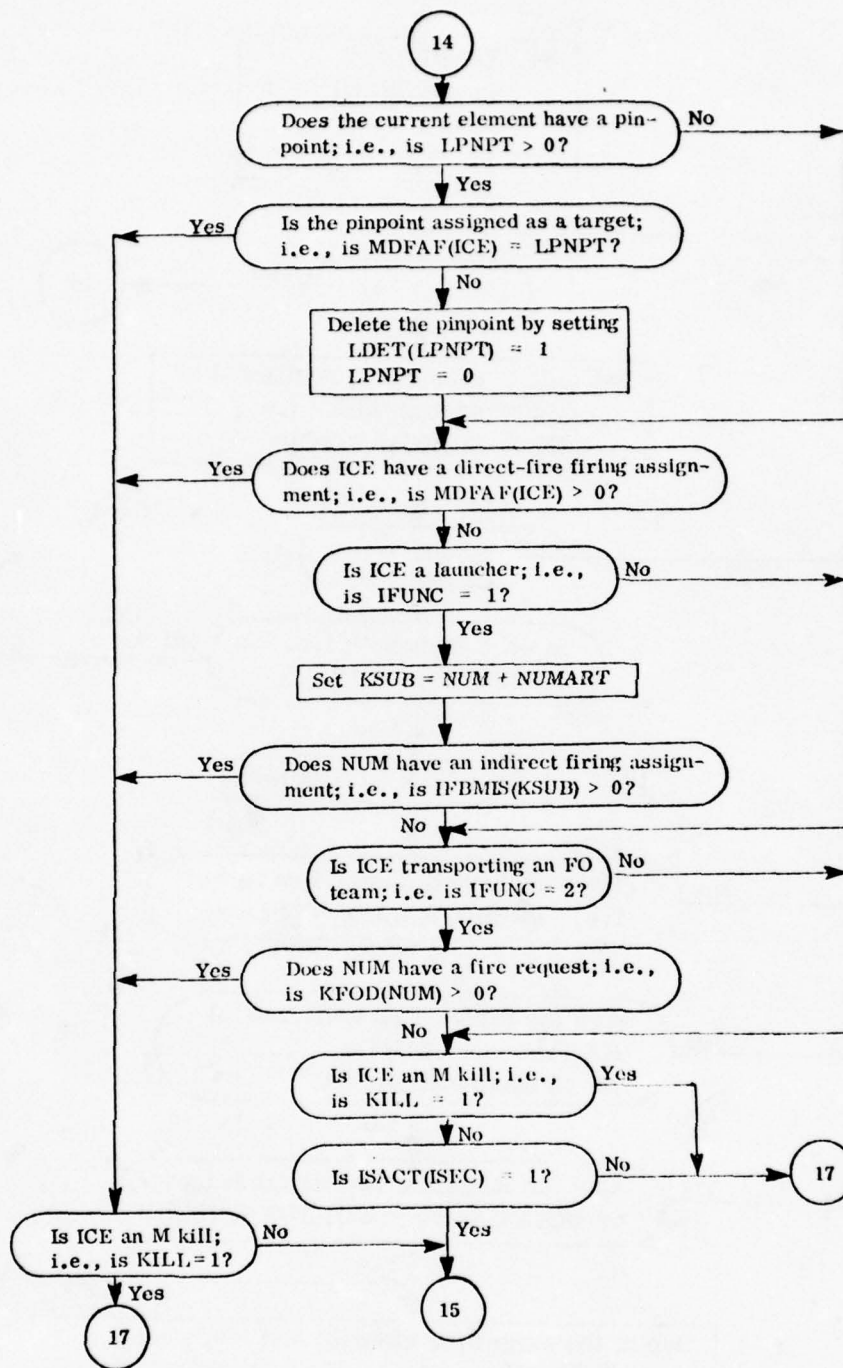 14
Does the current element have a pin-
point; i.e., is LPNPT > 0?
No
Yes
Yes
Is the pinpoint assigned as a target;
i.e., is MDFAF(ICE) = LPNPT?
No
Delete the pinpoint by setting
LDET(LPNPT) = 1
LPNPT = 0
Yes
Does ICE have a direct-fire firing assign-
ment; i.e., is MDFAF(ICE) > 0?
No
Is ICE a launcher; i.e.,
is IFUNC = 1?
No
Yes
Set KSUB = NUM + NUMART
Yes
Does NUM have an indirect firing assign-
ment; i.e., is IFBMIS(KSUB) > 0?
No
Is ICE transporting an FO
team; i.e. is IFUNC = 2?
No
Yes
Yes
Does NUM have a fire request; i.e.,
is KFOD(NUM) > 0?
No
Is ICE an M kill; i.e.,
is KILL = 1?
Yes
No
Is ISACT(ISEC) = 1?
No
17
Yes
Is ICE an M kill;
i.e., is KILL=1?
No
Yes
17
15